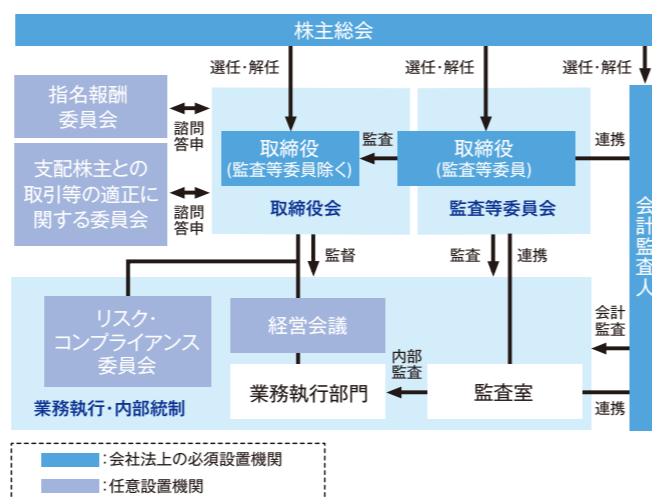 株主総会
選任・解任
選任・解任
選任・解任
指名報酬
委員会
諮問
答申
支配株主との
取引等の適正に
関する委員会
諮問
答申
取締役
(監査等委員除く)
取締役会
監査
取締役
(監査等委員)
監査等委員会
連携
会計監査人
監督
監査
連携
リスク・
コンプライアンス
委員会
経営会議
業務執行部門
内部
監査
監査室
会計
監査
連携
業務執行・内部統制
:会社法上の必須設置機関
:任意設置機関